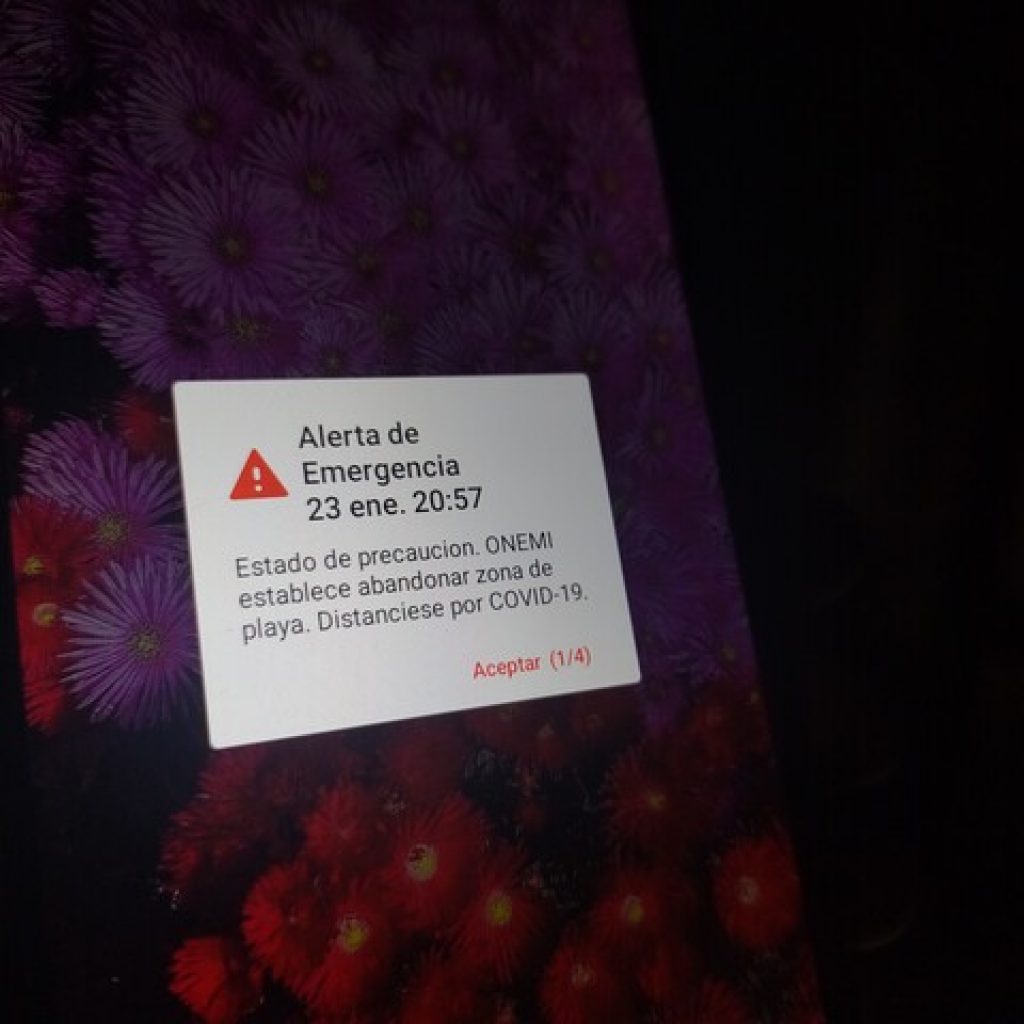 Alerta de
Emergencia
23 ene. 20:57
Estado de precaucion. ONEMI
establece abandonar zona de
playa. Distanciese por COVID-19.
Aceptar (1/4)